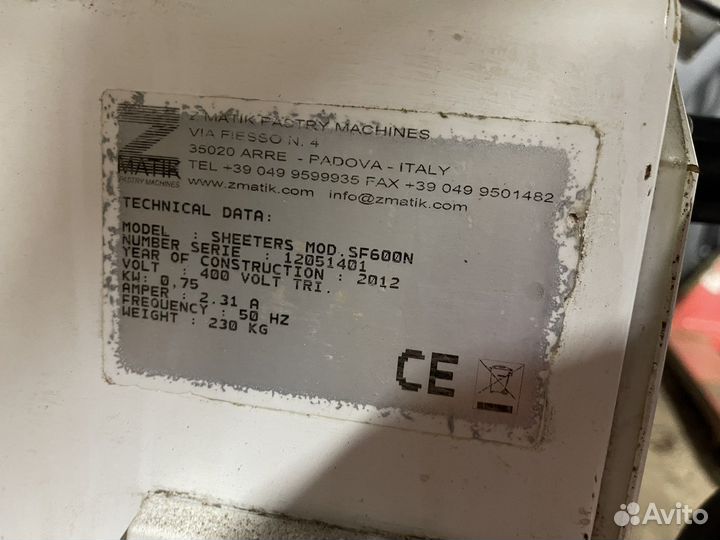 Z MATIK PASTRY MACHINES
VIA FIESSO N. 4
35020 ARRE - PADOVA - ITALY
TEL +39 049 9599935 FAX +39 049 9501482
www.zmatik.com info@zmatik.com
Z
MATIK
PASTRY MACHINES
TECHNICAL DATA:
MODEL : SHEETERS MOD.SF600N
NUMBER SERIE : 12051401
YEAR OF CONSTRUCTION : 2012
VOLT : 400 VOLT TRI.
KW: 0,75
AMPER : 2.31 A
FREQUENCY : 50 HZ
WEIGHT : 230 KG
CE
Avito